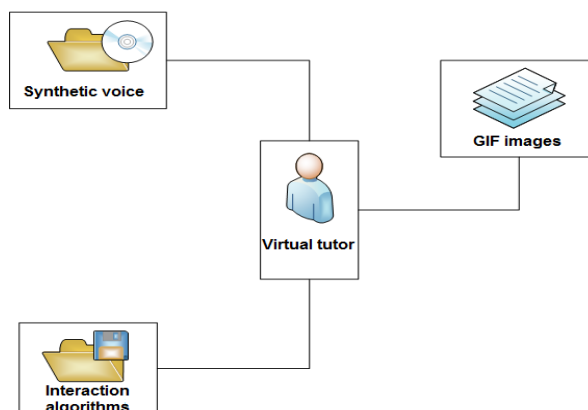 Synthetic voice
GIF images
Virtual tutor
Interaction
algorithms